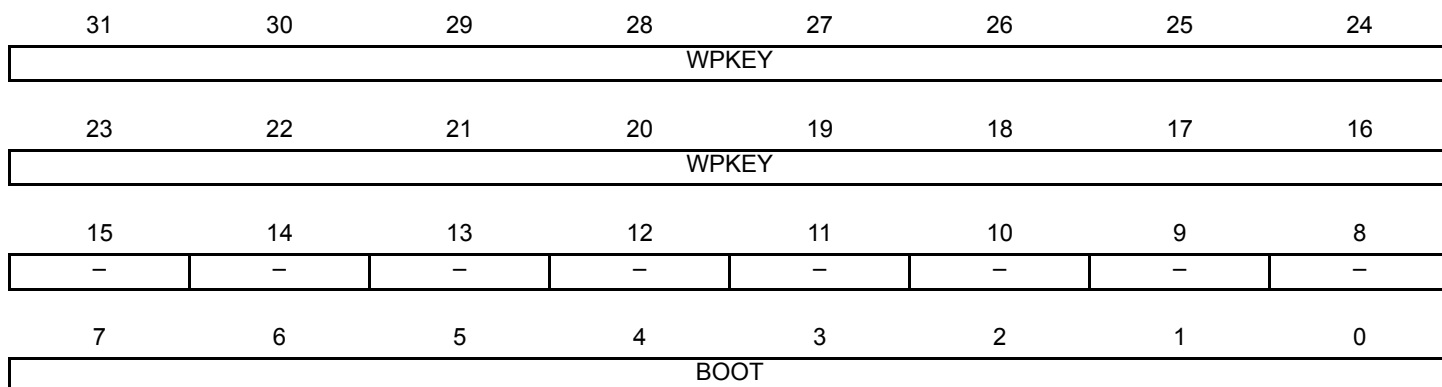 31 30 29 28 27 26 25 24
WPKEY
23 22 21 20 19 18 17 16
WPKEY
15 14 13 12 11 10 9 8
– – – – – – – –
7 6 5 4 3 2 1 0
BOOT